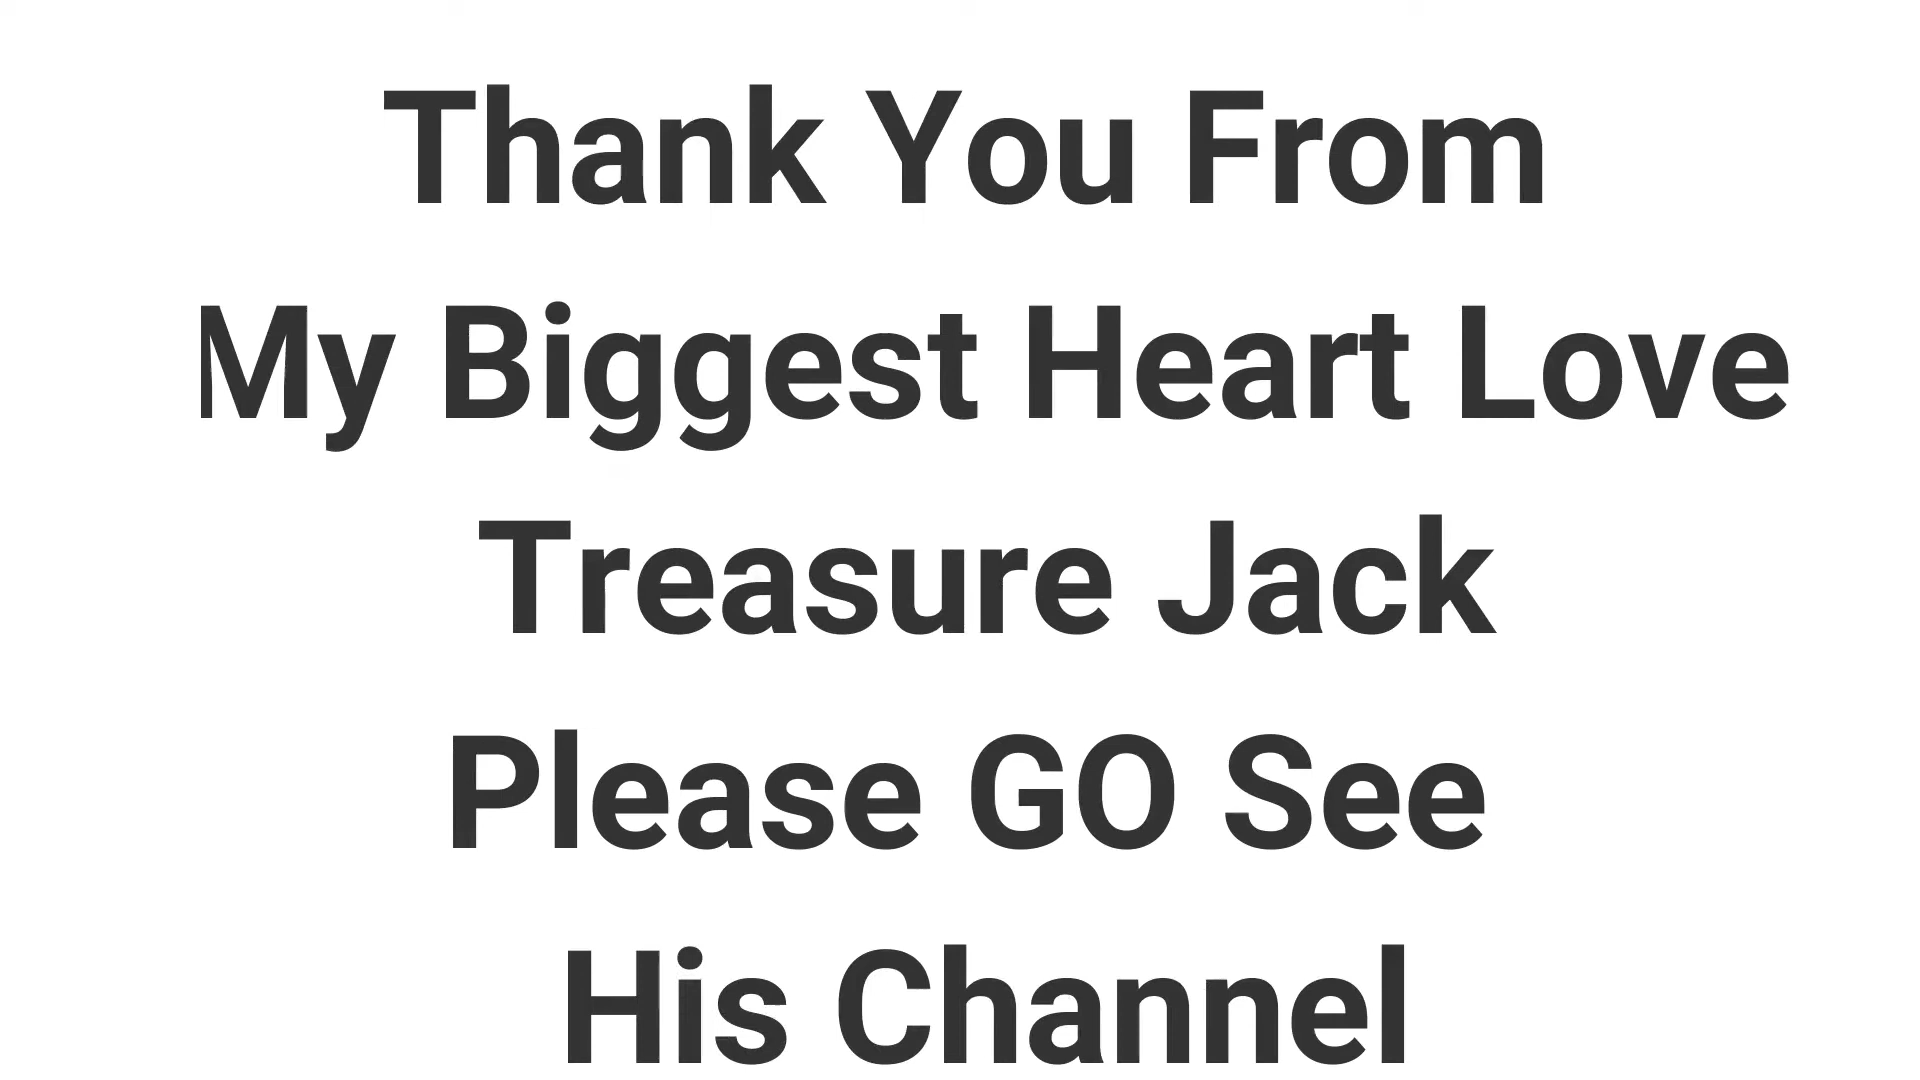 Thank You From
My Biggest Heart Love
Treasure Jack
Please GO See
His Channel